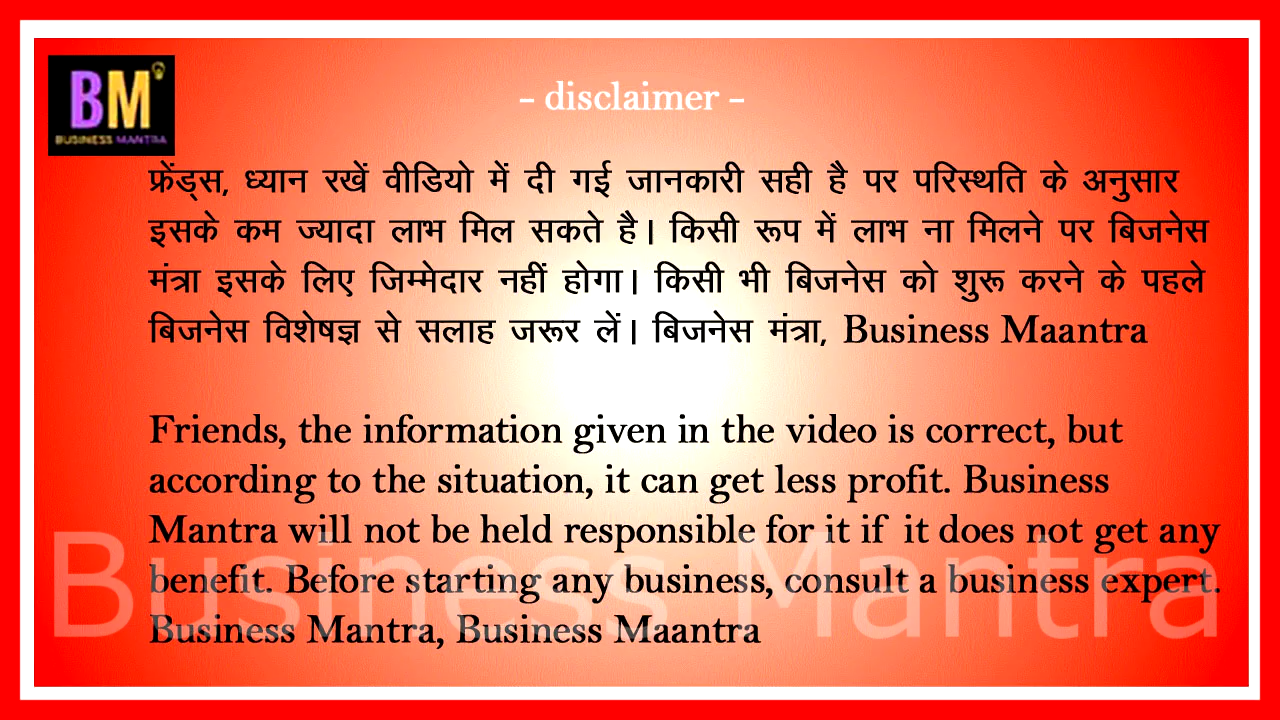 BM
BUSINESS MANTRA
- disclaimer -
फ्रेंड्स, ध्यान रखें वीडियो में दी गई जानकारी सही है पर परिस्थति के अनुसार
इसके कम ज्यादा लाभ मिल सकते है। किसी रूप में लाभ ना मिलने पर बिजनेस
मंत्रा इसके लिए जिम्मेदार नहीं होगा। किसी भी बिजनेस को शुरू करने के पहले
बिजनेस विशेषज्ञ से सलाह जरूर लें। बिजनेस मंत्रा, Business Maantra
Friends, the information given in the video is correct, but
according to the situation, it can get less profit. Business
Mantra will not be held responsible for it if it does not get any
benefit. Before starting any business, consult a business expert.
Business Mantra, Business Maantra
Business Mantra